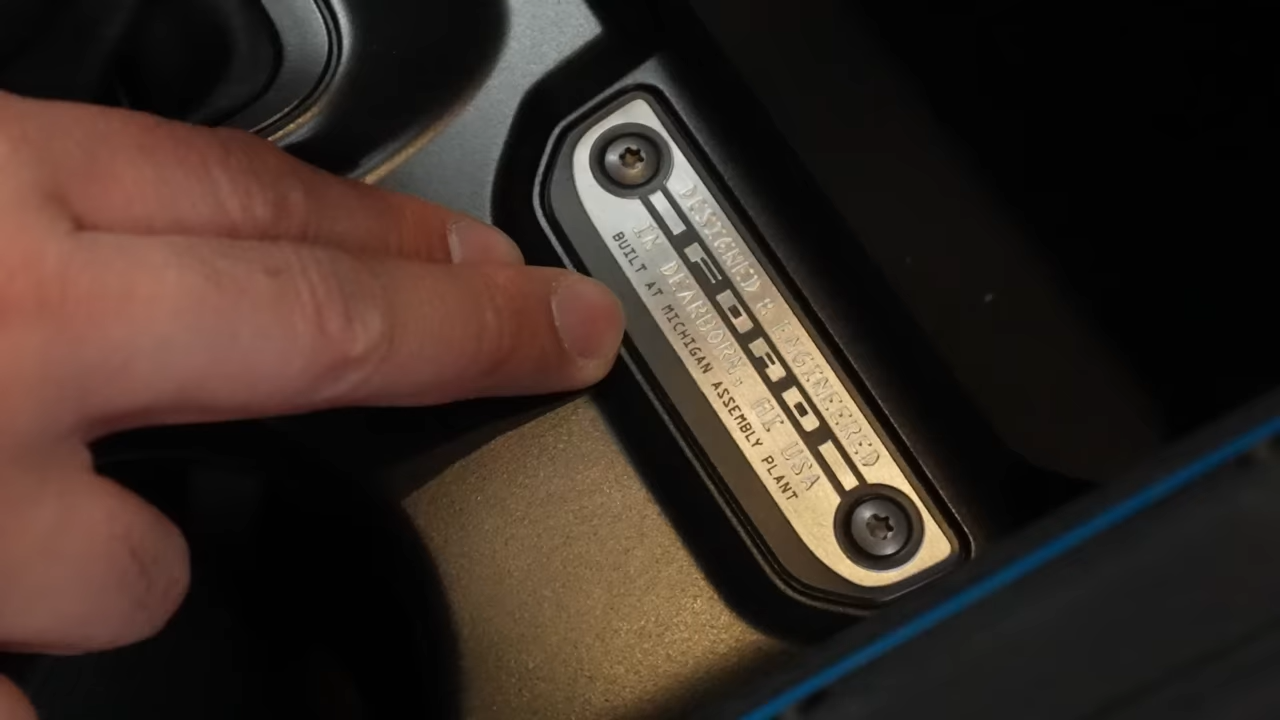 DESIGNED & ENGINEERED
FORD
IN DEARBORN, MI USA
BUILT AT MICHIGAN ASSEMBLY PLANT